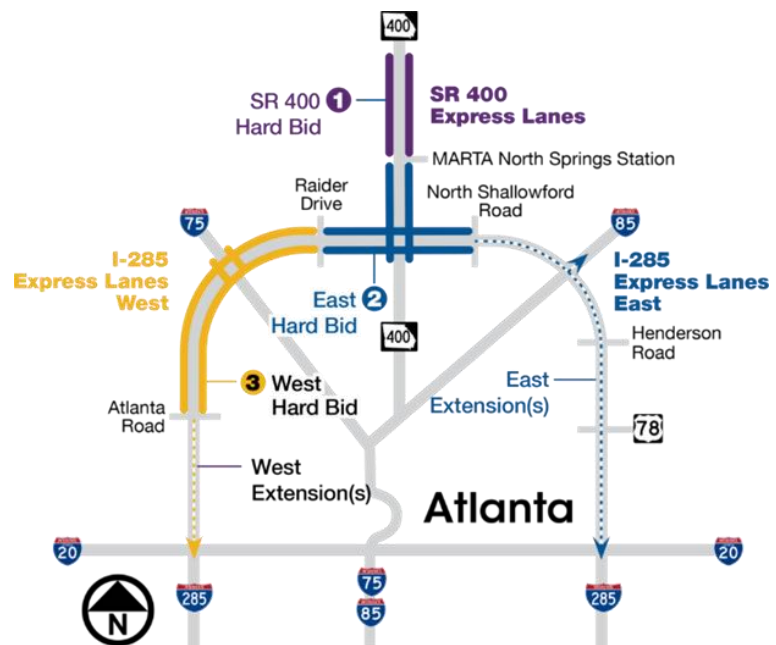 400
SR 400 1
Hard Bid
SR 400
Express Lanes
MARTA North Springs Station
Raider
Drive
North Shallowford
Road
75
85
I-285
Express Lanes
West
East 2
Hard Bid
I-285
Express Lanes
East
400
Henderson
Road
3 West
Hard Bid
East
Extension(s)
Atlanta
Road
78
West
Extension(s)
Atlanta
20
20
75
285
85
285
N